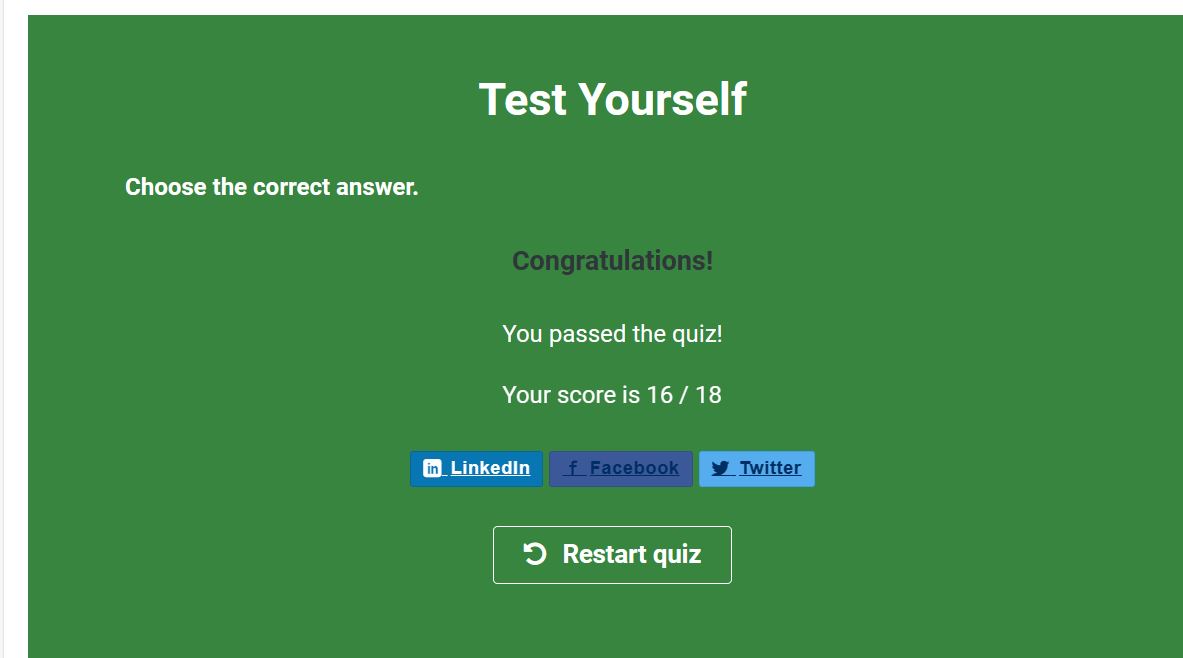 Test Yourself
Choose the correct answer.
Congratulations!
You passed the quiz!
Your score is 16 / 18
in LinkedIn f Facebook Twitter
Restart quiz